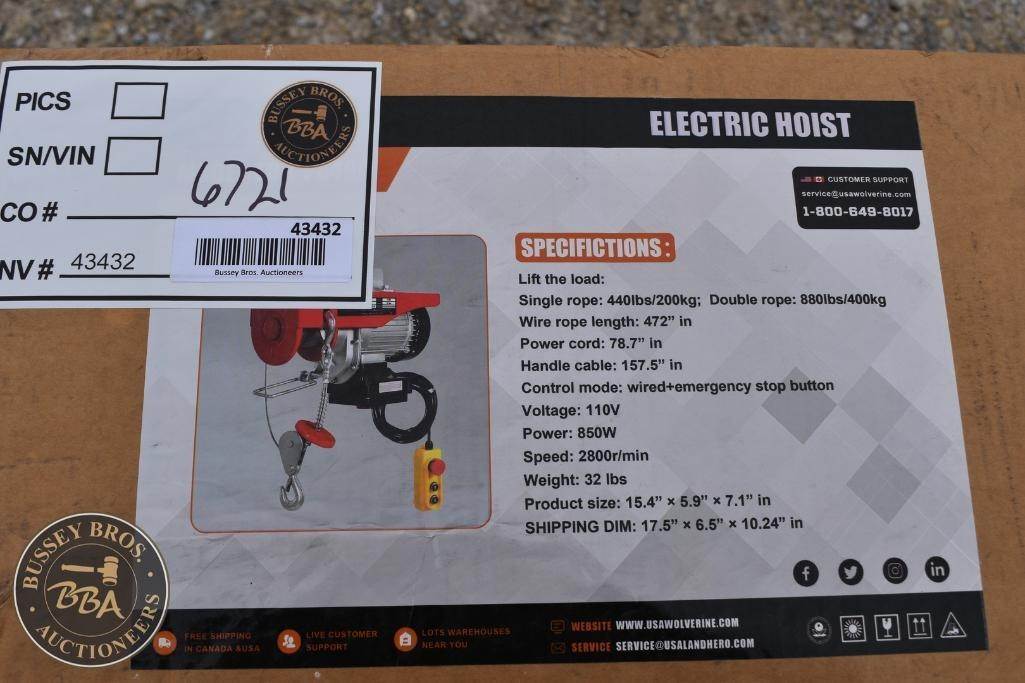 PICS
SN/VIN
CO #
NV# 43432
BUSSEY BROS.
BBA
AUCTIONEERS
6721
43432
Bussey Bros. Auctioneers
ELECTRIC HOIST
CUSTOMER SUPPORT
service@usawolverine.com
1-800-649-8017
SPECIFICTIONS:
Lift the load:
Single rope: 440lbs/200kg; Double rope: 880lbs/400kg
Wire rope length: 472” in
Power cord: 78.7” in
Handle cable: 157.5” in
Control mode: wired+emergency stop button
Voltage: 110V
Power: 850W
Speed: 2800r/min
Weight: 32 lbs
Product size: 15.4” × 5.9” × 7.1” in
SHIPPING DIM: 17.5” × 6.5” × 10.24” in
BUSSEY BROS.
BBA
AUCTIONEERS
FREE SHIPPING
IN CANADA &USA
LIVE CUSTOMER
SUPPORT
LOTS WAREHOUSES
NEAR YOU
WEBSITE WWW.USAWOLVERINE.COM
SERVICE SERVICE@USALANDHERO.COM